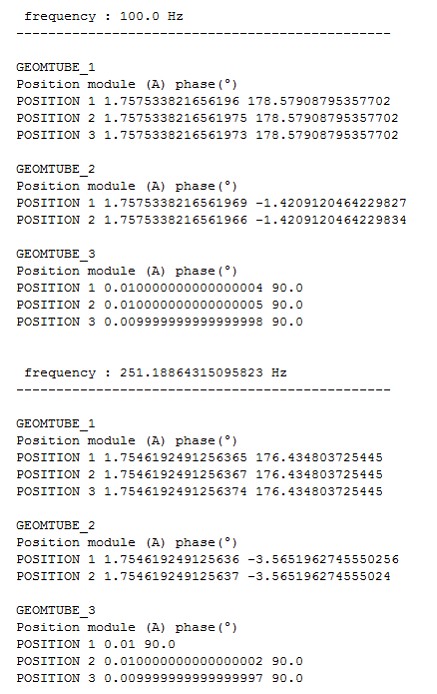 frequency : 100.0 Hz
-----------------------------------------------
GEOMTUBE_1
Position module (A) phase(°)
POSITION 1 1.7575338216656196 178.57908795357702
POSITION 2 1.7575338216561975 178.57908795357702
POSITION 3 1.7575338216561973 178.57908795357702
GEOMTUBE_2
Position module (A) phase(°)
POSITION 1 1.7575338216561969 -1.4209120464229827
POSITION 2 1.7575338216561966 -1.4209120464229834
GEOMTUBE_3
Position module (A) phase(°)
POSITION 1 0.010000000000000004 90.0
POSITION 2 0.010000000000000005 90.0
POSITION 3 0.009999999999999998 90.0
frequency : 251.18864315095823 Hz
-----------------------------------------------
GEOMTUBE_1
Position module (A) phase(°)
POSITION 1 1.7546192491256365 176.434803725445
POSITION 2 1.7546192491256367 176.434803725445
POSITION 3 1.7546192491256374 176.434803725445
GEOMTUBE_2
Position module (A) phase(°)
POSITION 1 1.754619249125636 -3.5651962745550256
POSITION 2 1.754619249125637 -3.565196274555024
GEOMTUBE_3
Position module (A) phase(°)
POSITION 1 0.01 90.0
POSITION 2 0.010000000000000002 90.0
POSITION 3 0.009999999999999997 90.0